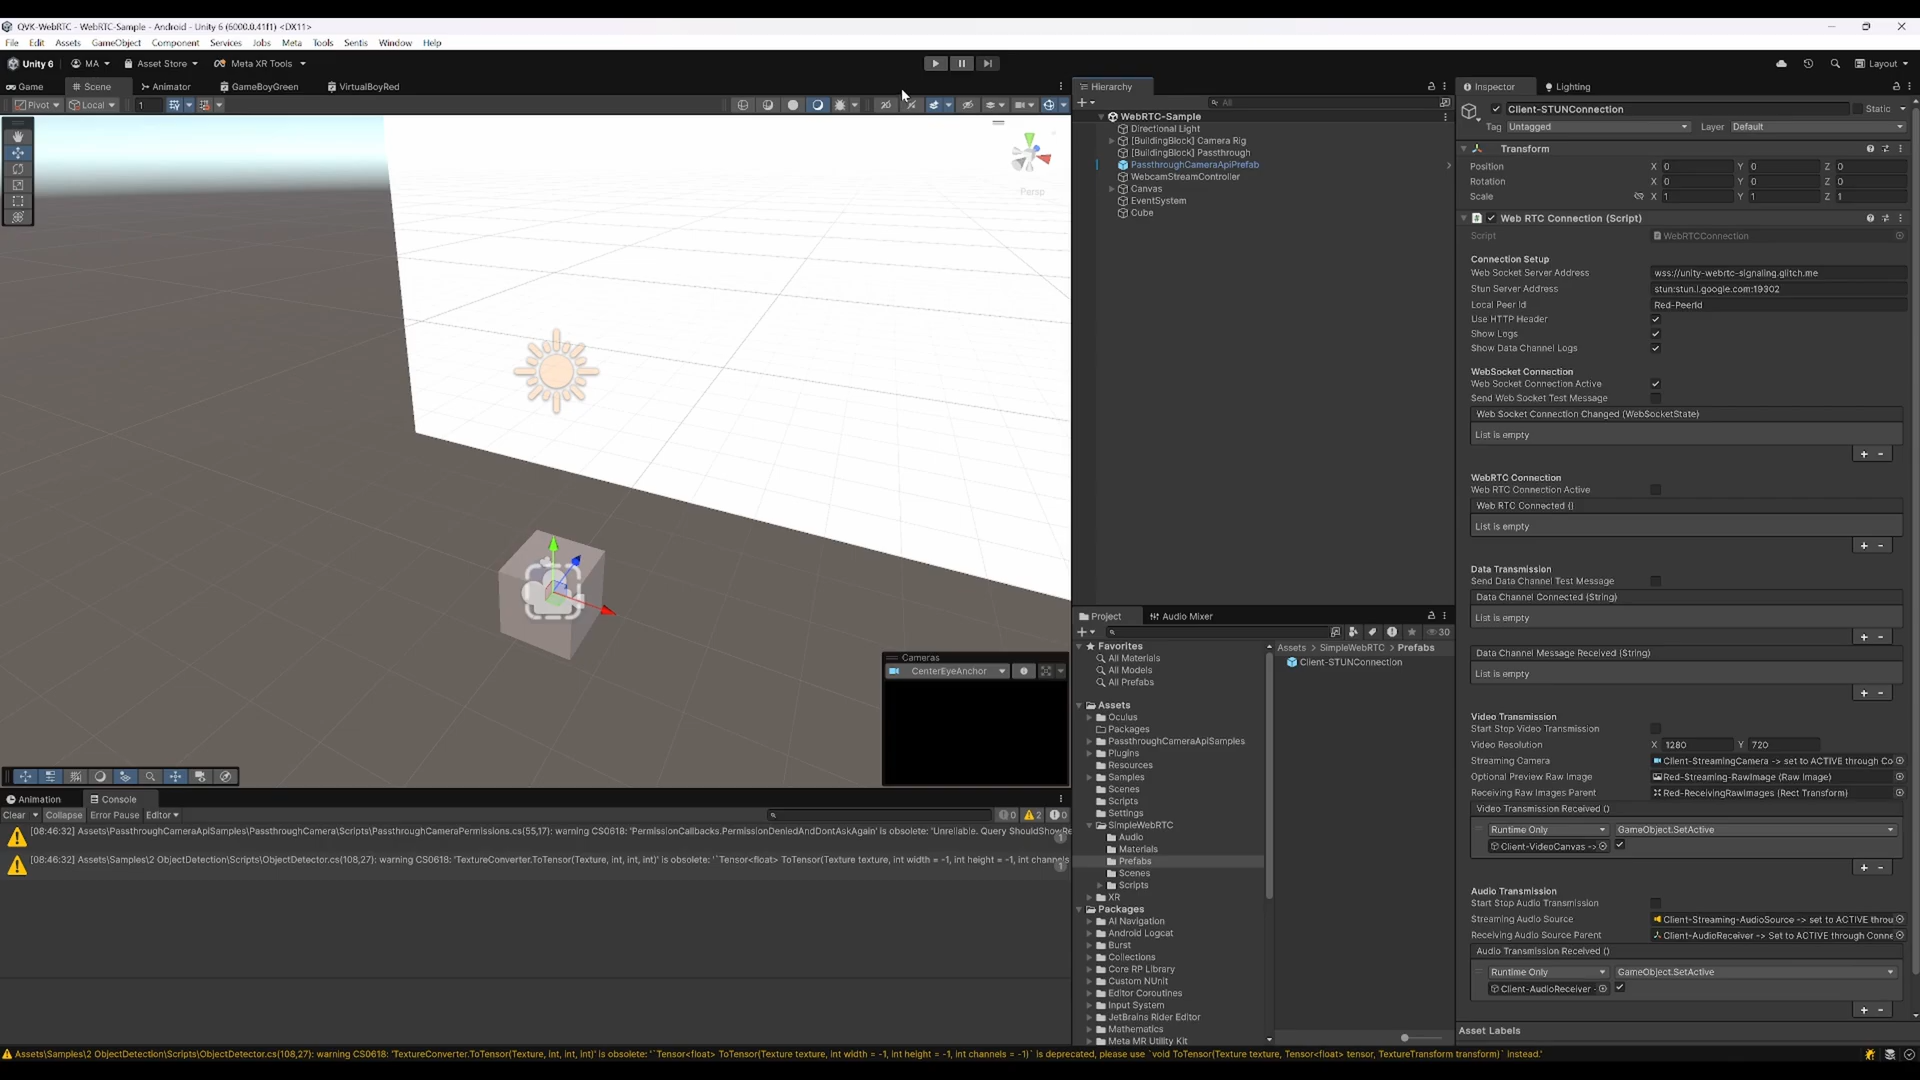 QVK-WebRTC - WebRTC-Sample - Android - Unity 6 (6000.0.41f1) <DX11>
File Edit Assets GameObject Component Services Jobs Meta Tools Sentis Window Help
Unity 6 MA Asset Store Meta XR Tools Layout
Game Scene Animator GameBoyGreen VirtualBoyRed
Pivot Local 1
Persp
Cameras
CenterEyeAnchor
Animation Console
Clear Collapse Error Pause Editor 0 2 0
[08:46:32] Assets\PassthroughCameraApiSamples\PassthroughCamera\Scripts\PassthroughCameraPermissions.cs(55,17): warning CS0618: 'PermissionCallbacks.PermissionDeniedAndDontAskAgain' is obsolete: 'Unreliable. Query ShouldShowRe
1
[08:46:32] Assets\Samples\2 ObjectDetection\Scripts\ObjectDetector.cs(108,27): warning CS0618: 'TextureConverter.ToTensor(Texture, int, int, int)' is obsolete: '`Tensor<float> ToTensor(Texture texture, int width = -1, int height = -1, int channels
1
Hierarchy
All
WebRTC-Sample
Directional Light
[BuildingBlock] Camera Rig
[BuildingBlock] Passthrough
PassthroughCameraApiPrefab
WebcamStreamController
Canvas
EventSystem
Cube
Project Audio Mixer
30
Favorites
All Materials
All Models
All Prefabs
Assets
Oculus
Packages
PassthroughCameraApiSamples
Plugins
Resources
Samples
Scenes
Scripts
Settings
SimpleWebRTC
Audio
Materials
Prefabs
Scenes
Scripts
XR
Packages
AI Navigation
Android Logcat
Burst
Collections
Core RP Library
Custom NUnit
Editor Coroutines
Input System
JetBrains Rider Editor
Mathematics
Meta MR Utility Kit
Assets > SimpleWebRTC > Prefabs
Client-STUNConnection
Inspector Lighting
Client-STUNConnection Static
Tag Untagged Layer Default
Transform
Position X 0 Y 0 Z 0
Rotation X 0 Y 0 Z 0
Scale X 1 Y 1 Z 1
Web RTC Connection (Script)
Script WebRTCConnection
Connection Setup
Web Socket Server Address wss://unity-webrtc-signaling.glitch.me
Stun Server Address stun:stun.l.google.com:19302
Local Peer Id Red-PeerId
Use HTTP Header
Show Logs
Show Data Channel Logs
WebSocket Connection
Web Socket Connection Active
Send Web Socket Test Message
Web Socket Connection Changed (WebSocketState)
List is empty
+ -
WebRTC Connection
Web RTC Connection Active
Web RTC Connected ()
List is empty
+ -
Data Transmission
Send Data Channel Test Message
Data Channel Connected (String)
List is empty
+ -
Data Channel Message Received (String)
List is empty
+ -
Video Transmission
Start Stop Video Transmission
Video Resolution X 1280 Y 720
Streaming Camera Client-StreamingCamera -> set to ACTIVE through Co
Optional Preview Raw Image Red-Streaming-RawImage (Raw Image)
Receiving Raw Images Parent Red-ReceivingRawImages (Rect Transform)
Video Transmission Received ()
Runtime Only GameObject.SetActive
Client-VideoCanvas ->
+ -
Audio Transmission
Start Stop Audio Transmission
Streaming Audio Source Client-Streaming-AudioSource -> set to ACTIVE throu
Receiving Audio Source Parent Client-AudioReceiver -> Set to ACTIVE through Conne
Audio Transmission Received ()
Runtime Only GameObject.SetActive
Client-AudioReceiver -
+ -
Asset Labels
Assets\Samples\2 ObjectDetection\Scripts\ObjectDetector.cs(108,27): warning CS0618: 'TextureConverter.ToTensor(Texture, int, int, int)' is obsolete: '`Tensor<float> ToTensor(Texture texture, int width = -1, int height = -1, int channels = -1)` is deprecated, please use `void ToTensor(Texture texture, Tensor<float> tensor, TextureTransform transform)` instead.'